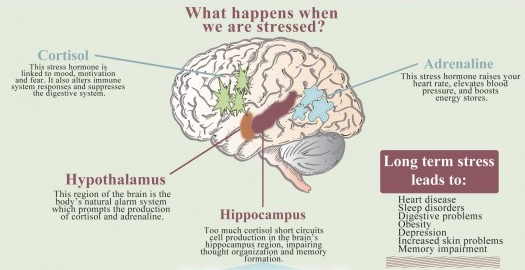 What happens when
we are stressed?
Cortisol
This stress hormone is
linked to mood, motivation
and fear. It also alters immune
system responses and suppresses
the digestive system.
Adrenaline
This stress hormone raises your
heart rate, elevates blood
pressure, and boosts
energy stores.
Hypothalamus
This region of the brain is the
body's natural alarm system
which prompts the production
of cortisol and adrenaline.
Hippocampus
Too much cortisol short circuits
cell production in the brain's
hippocampus region, impairing
thought organization and memory
formation.
Long term stress
leads to:
Heart disease
Sleep disorders
Digestive problems
Obesity
Depression
Increased skin problems
Memory impairment